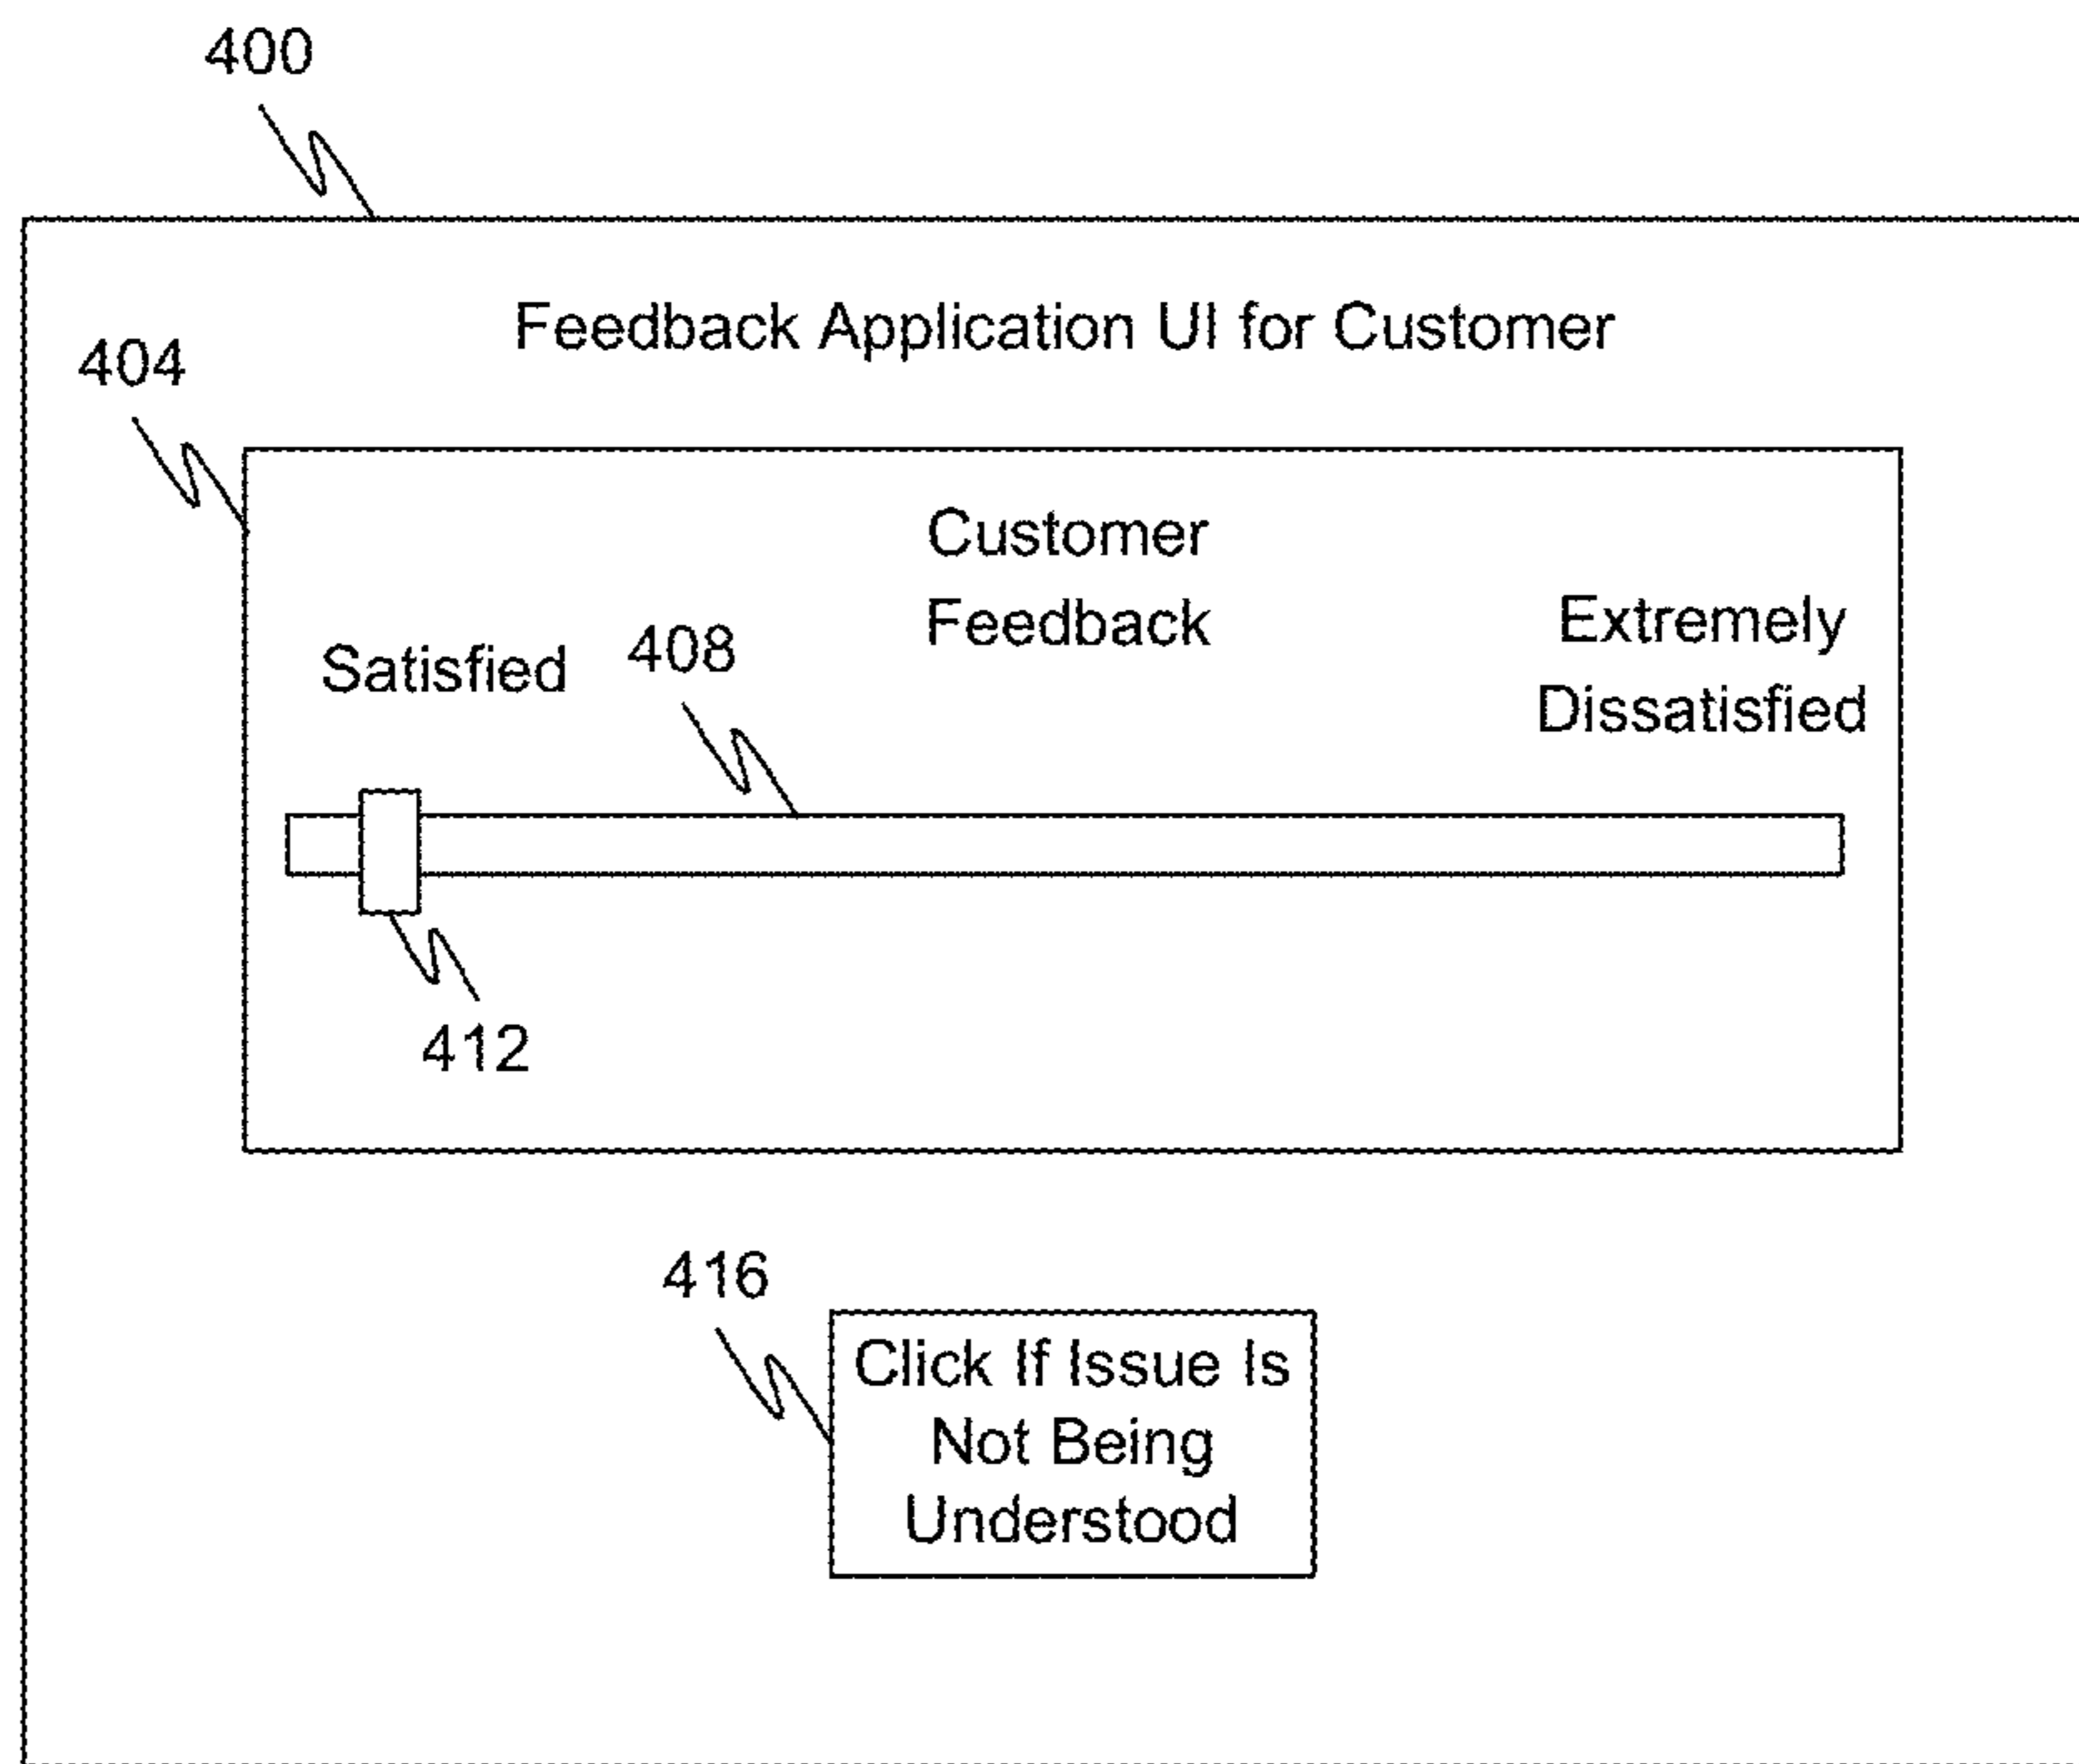 400
Feedback Application UI for Customer
404
Customer
Feedback
Extremely
Dissatisfied
Satisfied
408
412
416
Click If Issue Is
Not Being
Understood